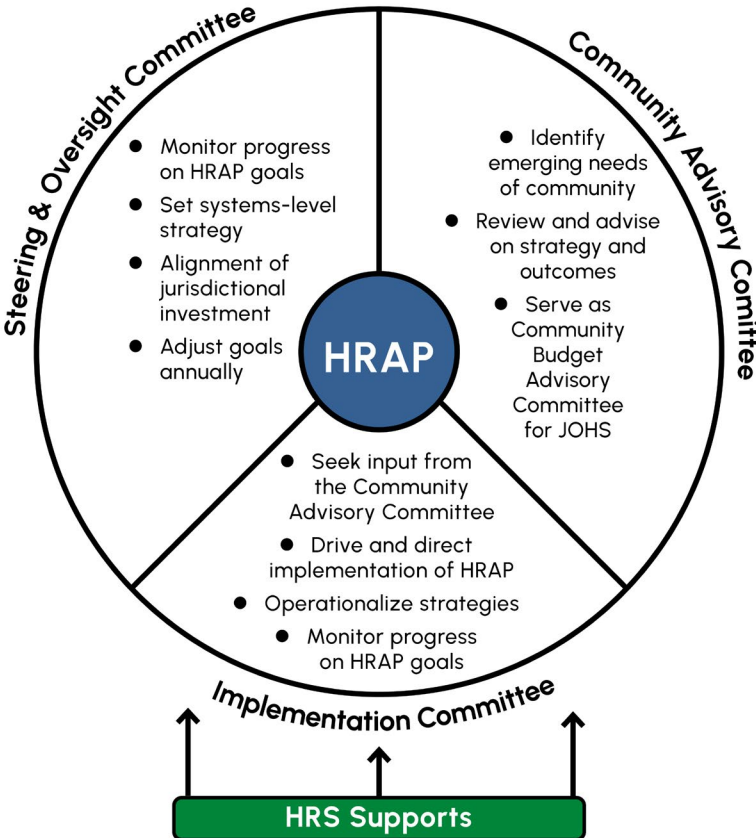 Steering & Oversight Committee
● Monitor progress
on HRAP goals
● Set systems-level
strategy
● Alignment of
jurisdictional
investment
● Adjust goals
annually
Community Advisory Comittee
● Identify
emerging needs
of community
● Review and advise
on strategy and
outcomes
● Serve as
Community
Budget
Advisory
Committee
for JOHS
HRAP
● Seek input from
the Community
Advisory Committee
● Drive and direct
implementation of HRAP
● Operationalize strategies
● Monitor progress
on HRAP goals
Implementation Committee
HRS Supports